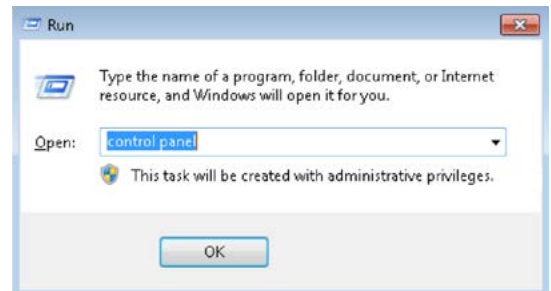 Run
Type the name of a program, folder, document, or Internet
resource, and Windows will open it for you.
Open: control panel
This task will be created with administrative privileges.
OK